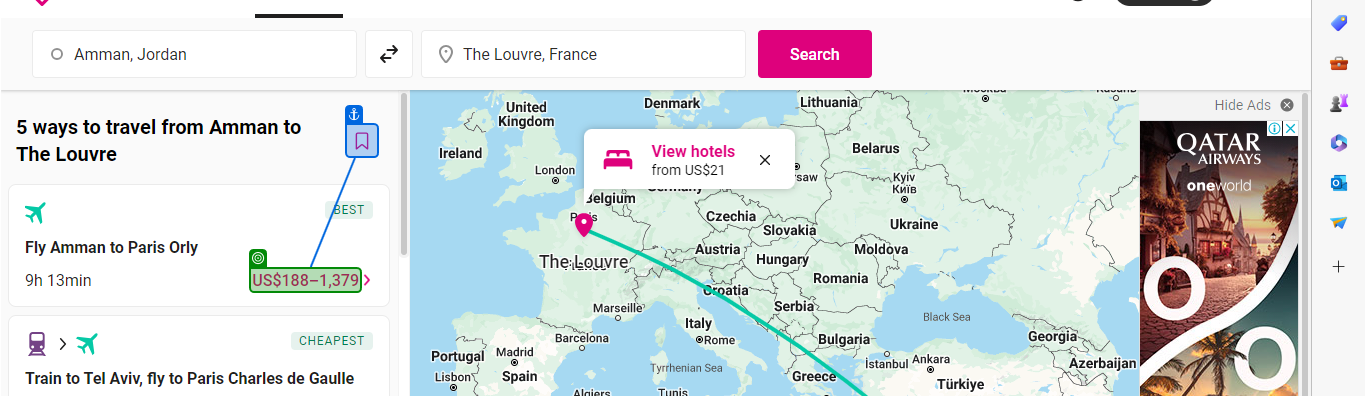 Amman, Jordan
The Louvre, France
Search
5 ways to travel from Amman to
The Louvre
BEST
Fly Amman to Paris Orly
9h 13min
US$188–1,379
CHEAPEST
Train to Tel Aviv, fly to Paris Charles de Gaulle
View hotels
from US$21
United
Kingdom
Denmark
Lithuania
Ireland
London
Belarus
Belgium
Germany
Kyiv
Київ
Czechia
Ukraine
Slovakia
The Louvre
Austria
Moldova
Hungary
Romania
Croatia
Serbia
Marseille
Black Sea
Italy
Barcelona
Rome
Bulgaria
Georgia
Portugal
Madrid
İstanbul
Ankara
Azerbaijan
Spain
Tyrrhenian Sea
Greece
Türkiye
Lisbon
Algiers
Tunis
Hide Ads
QATAR
AIRWAYS
oneworld